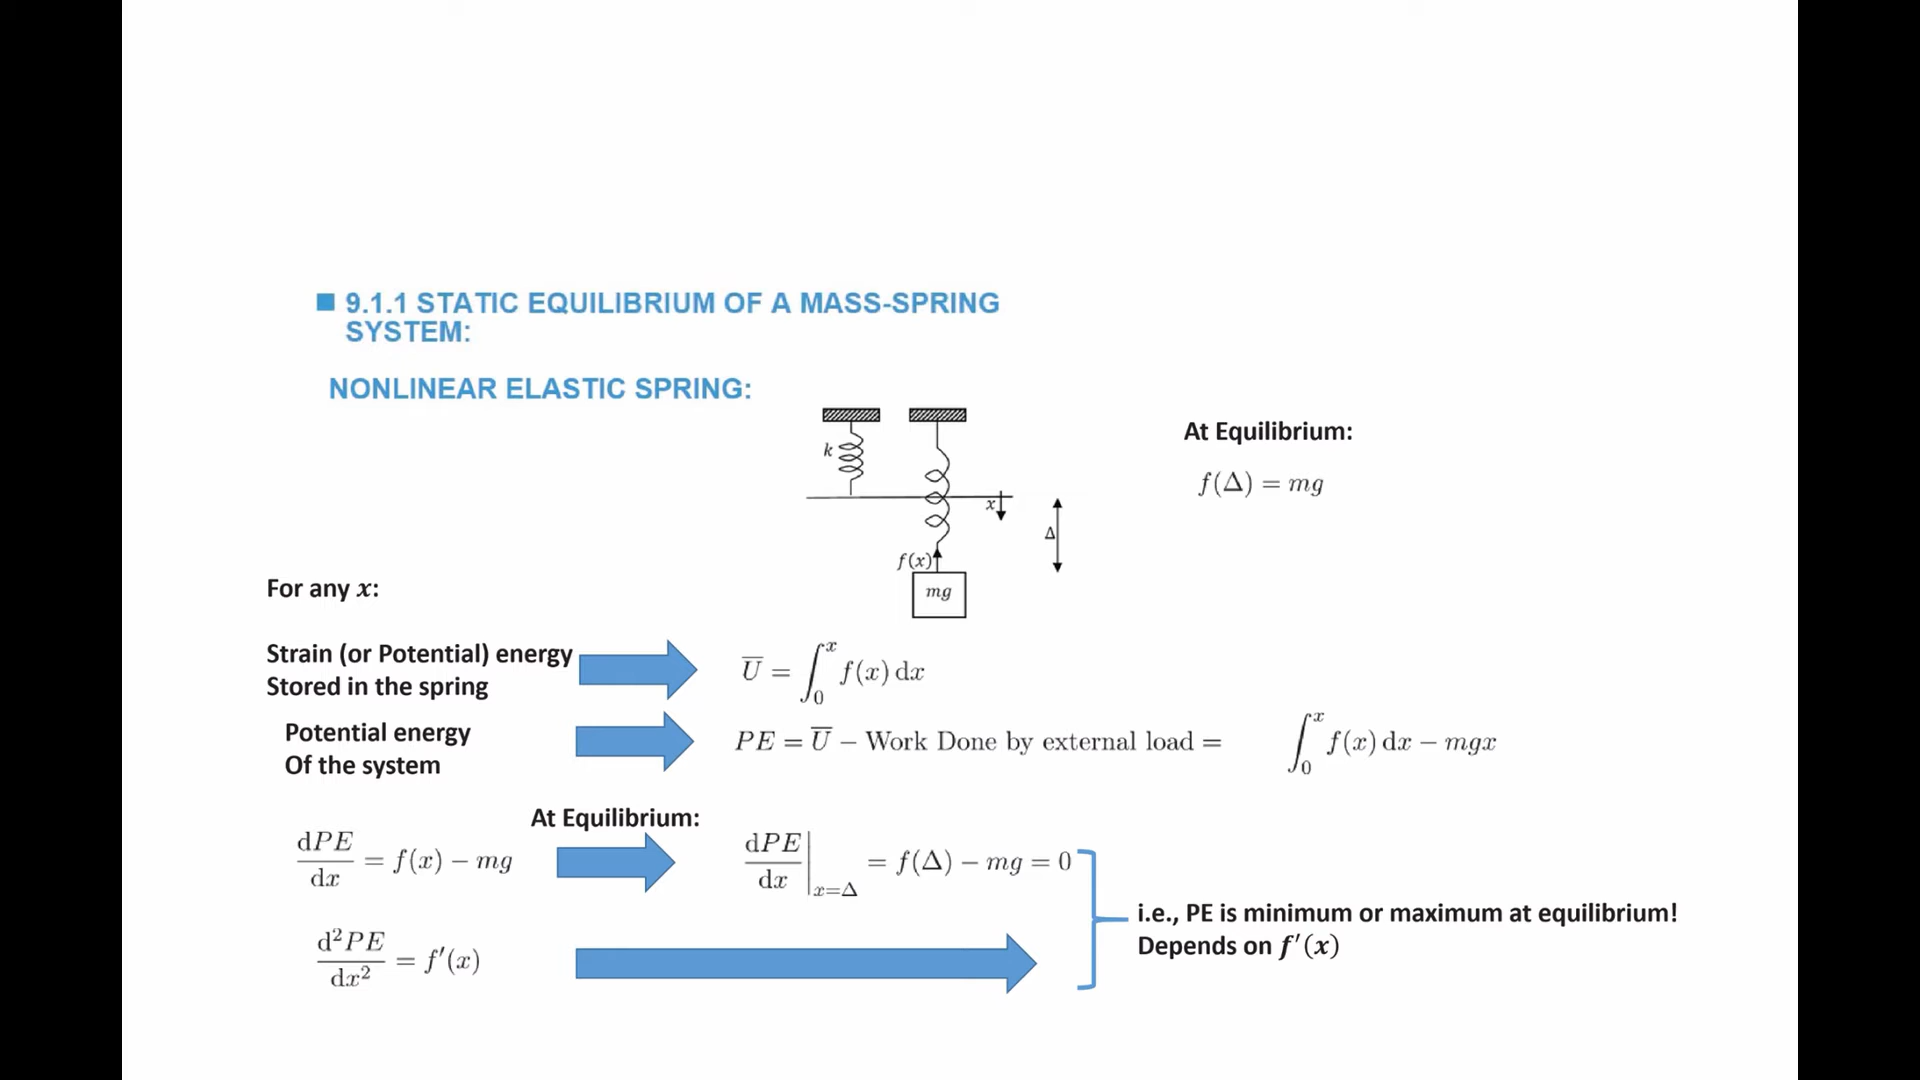 9.1.1 STATIC EQUILIBRIUM OF A MASS-SPRING
SYSTEM:
NONLINEAR ELASTIC SPRING:
k
x
Δ
f(x)
mg
At Equilibrium:
f(Δ) = mg
For any x:
Strain (or Potential) energy
Stored in the spring
U̅ = ∫₀ˣ f(x) dx
Potential energy
Of the system
PE = U̅ − Work Done by external load = ∫₀ˣ f(x) dx − mgx
At Equilibrium:
dPE/dx = f(x) − mg
dPE/dx |ₓ₌Δ = f(Δ) − mg = 0
d²PE/dx² = f′(x)
i.e., PE is minimum or maximum at equilibrium!
Depends on f′(x)